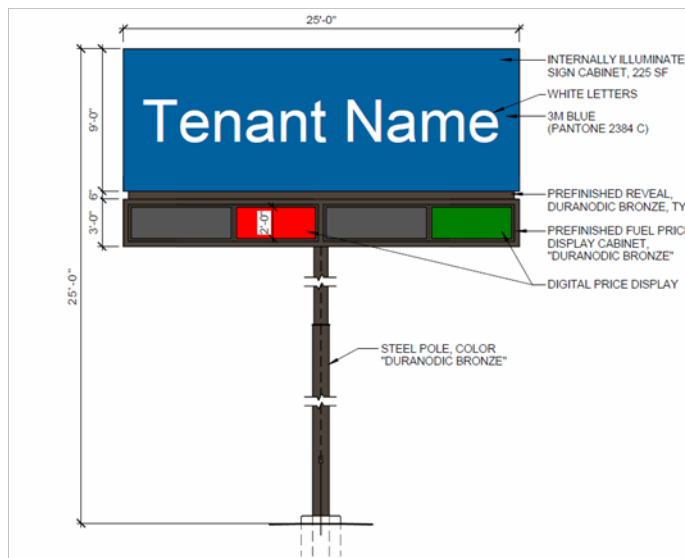 25'-0"
INTERNALLY ILLUMINATE
SIGN CABINET, 225 SF
WHITE LETTERS
3M BLUE
(PANTONE 2384 C)
9'-0"
Tenant Name
6"
PREFINISHED REVEAL,
DURANODIC BRONZE, TY
3'-0"
2'-0"
PREFINISHED FUEL PRIC
DISPLAY CABINET,
"DURANODIC BRONZE"
DIGITAL PRICE DISPLAY
25'-0"
STEEL POLE, COLOR
"DURANODIC BRONZE"